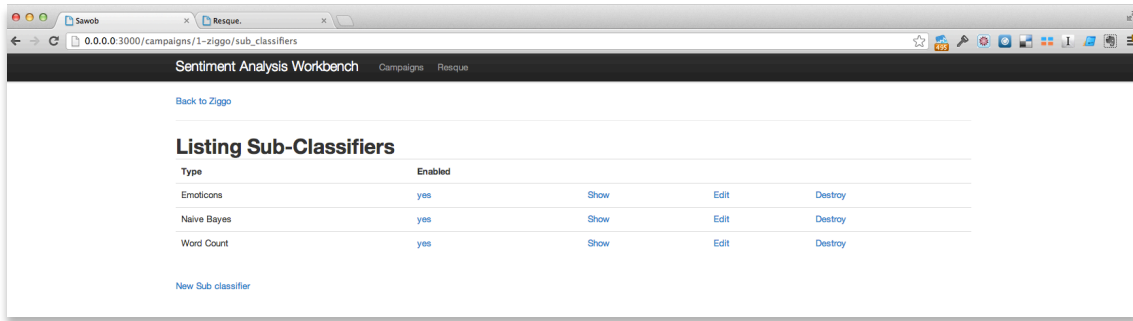 Sawob
Resque.
0.0.0.0:3000/campaigns/1-ziggo/sub_classifiers
495
Sentiment Analysis Workbench Campaigns Resque
Back to Ziggo
Listing Sub-Classifiers
Type Enabled
Emoticons yes Show Edit Destroy
Naive Bayes yes Show Edit Destroy
Word Count yes Show Edit Destroy
New Sub classifier